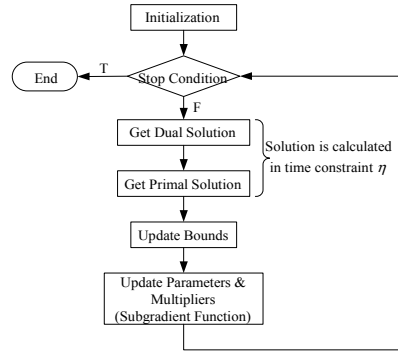 Initialization
T
End
Stop Condition
F
Get Dual Solution
Solution is calculated
in time constraint η
Get Primal Solution
Update Bounds
Update Parameters &
Multipliers
(Subgradient Function)